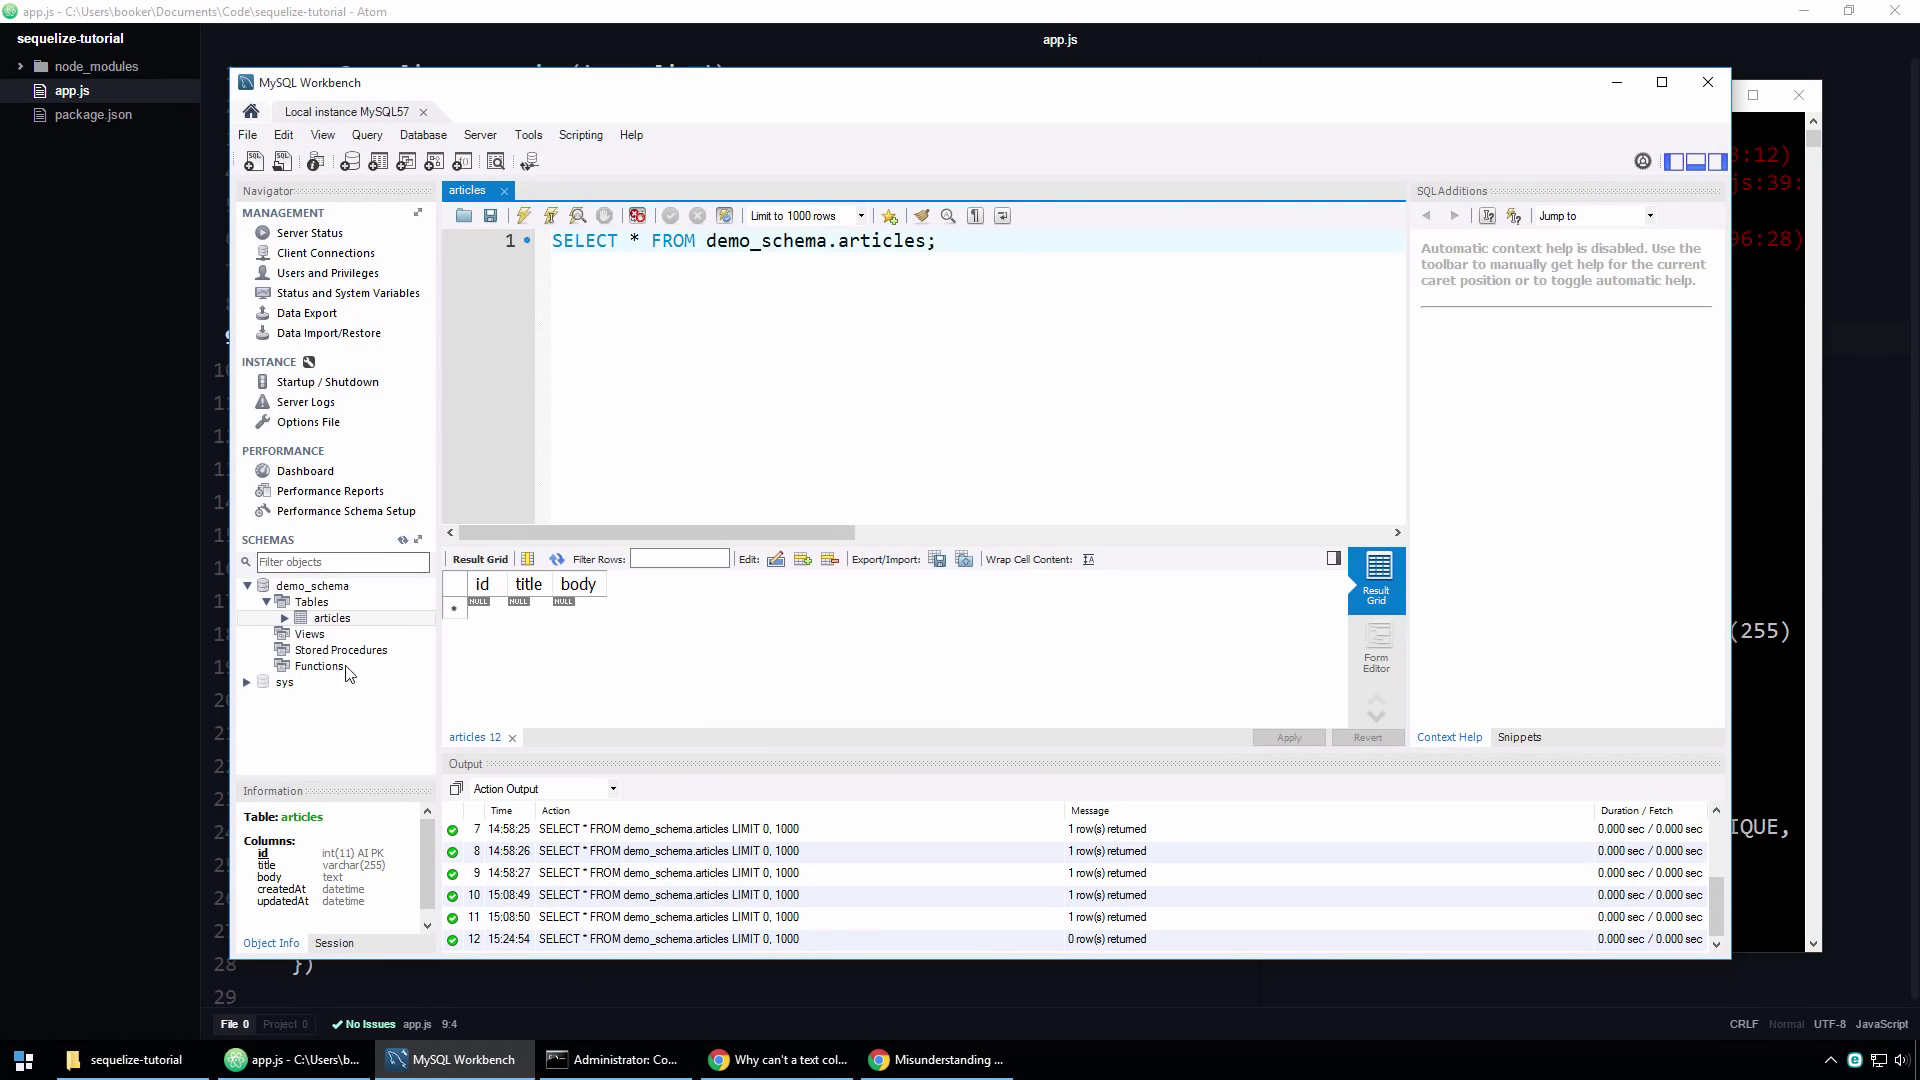 app.js - C:\Users\booker\Documents\Code\sequelize-tutorial - Atom
sequelize-tutorial
app.js
node_modules
app.js
package.json
MySQL Workbench
Local instance MySQL57
File Edit View Query Database Server Tools Scripting Help
Navigator
MANAGEMENT
Server Status
Client Connections
Users and Privileges
Status and System Variables
Data Export
Data Import/Restore
INSTANCE
Startup / Shutdown
Server Logs
Options File
PERFORMANCE
Dashboard
Performance Reports
Performance Schema Setup
SCHEMAS
Filter objects
demo_schema
Tables
articles
Views
Stored Procedures
Functions
sys
Information
Table: articles
Columns:
id int(11) AI PK
title varchar(255)
body text
createdAt datetime
updatedAt datetime
Object Info Session
articles
Limit to 1000 rows
1 SELECT * FROM demo_schema.articles;
Result Grid Filter Rows: Edit: Export/Import: Wrap Cell Content:
id title body
NULL NULL NULL
Result
Grid
Form
Editor
articles 12 Apply Revert
SQLAdditions
Jump to
Automatic context help is disabled. Use the
toolbar to manually get help for the current
caret position or to toggle automatic help.
Context Help Snippets
Output
Action Output
Time Action Message Duration / Fetch
7 14:58:25 SELECT * FROM demo_schema.articles LIMIT 0, 1000 1 row(s) returned 0.000 sec / 0.000 sec
8 14:58:26 SELECT * FROM demo_schema.articles LIMIT 0, 1000 1 row(s) returned 0.000 sec / 0.000 sec
9 14:58:27 SELECT * FROM demo_schema.articles LIMIT 0, 1000 1 row(s) returned 0.000 sec / 0.000 sec
10 15:08:49 SELECT * FROM demo_schema.articles LIMIT 0, 1000 1 row(s) returned 0.000 sec / 0.000 sec
11 15:08:50 SELECT * FROM demo_schema.articles LIMIT 0, 1000 1 row(s) returned 0.000 sec / 0.000 sec
12 15:24:54 SELECT * FROM demo_schema.articles LIMIT 0, 1000 0 row(s) returned 0.000 sec / 0.000 sec
:12)
js:39:
96:28)
(255)
IQUE,
28 })
29
File 0 Project 0 No Issues app.js 9:4 CRLF Normal UTF-8 JavaScript
sequelize-tutorial app.js - C:\Users\b... MySQL Workbench Administrator: Co... Why can't a text col... Misunderstanding ...